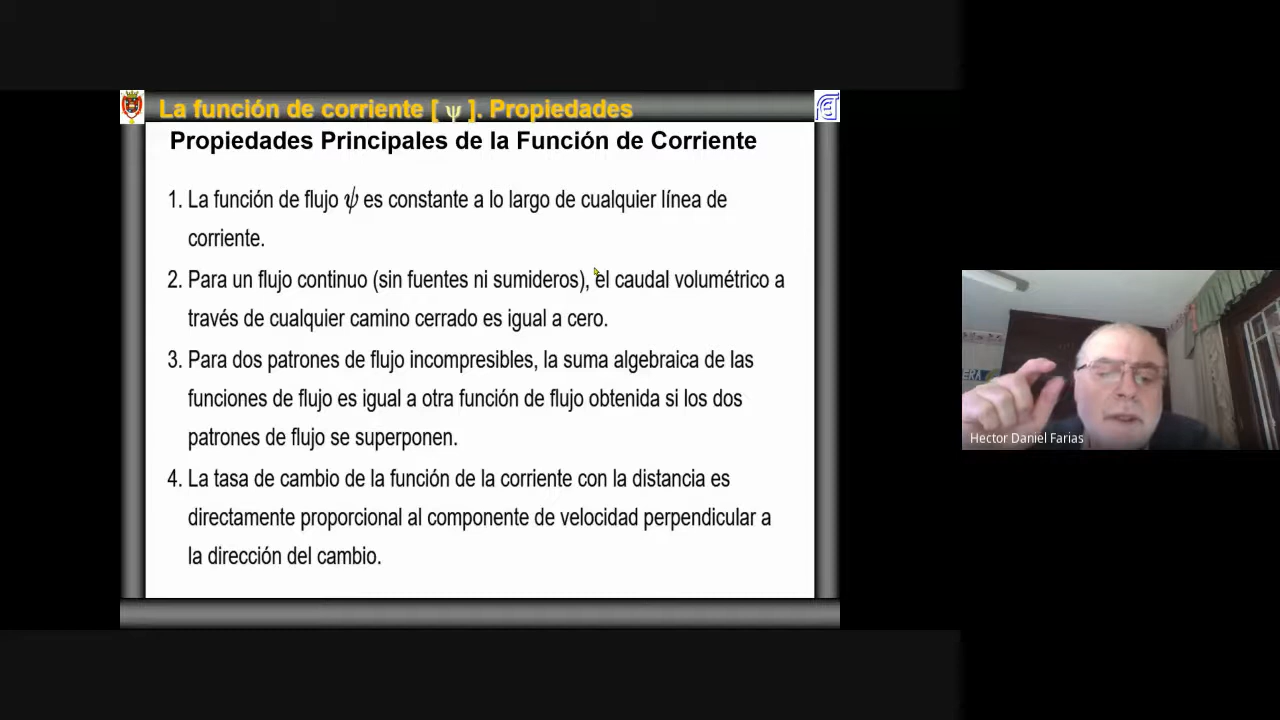 La función de corriente [ ψ ]. Propiedades
Propiedades Principales de la Función de Corriente
1. La función de flujo ψ es constante a lo largo de cualquier línea de
corriente.
2. Para un flujo continuo (sin fuentes ni sumideros), el caudal volumétrico a
través de cualquier camino cerrado es igual a cero.
3. Para dos patrones de flujo incompresibles, la suma algebraica de las
funciones de flujo es igual a otra función de flujo obtenida si los dos
patrones de flujo se superponen.
4. La tasa de cambio de la función de la corriente con la distancia es
directamente proporcional al componente de velocidad perpendicular a
la dirección del cambio.
Hector Daniel Farias